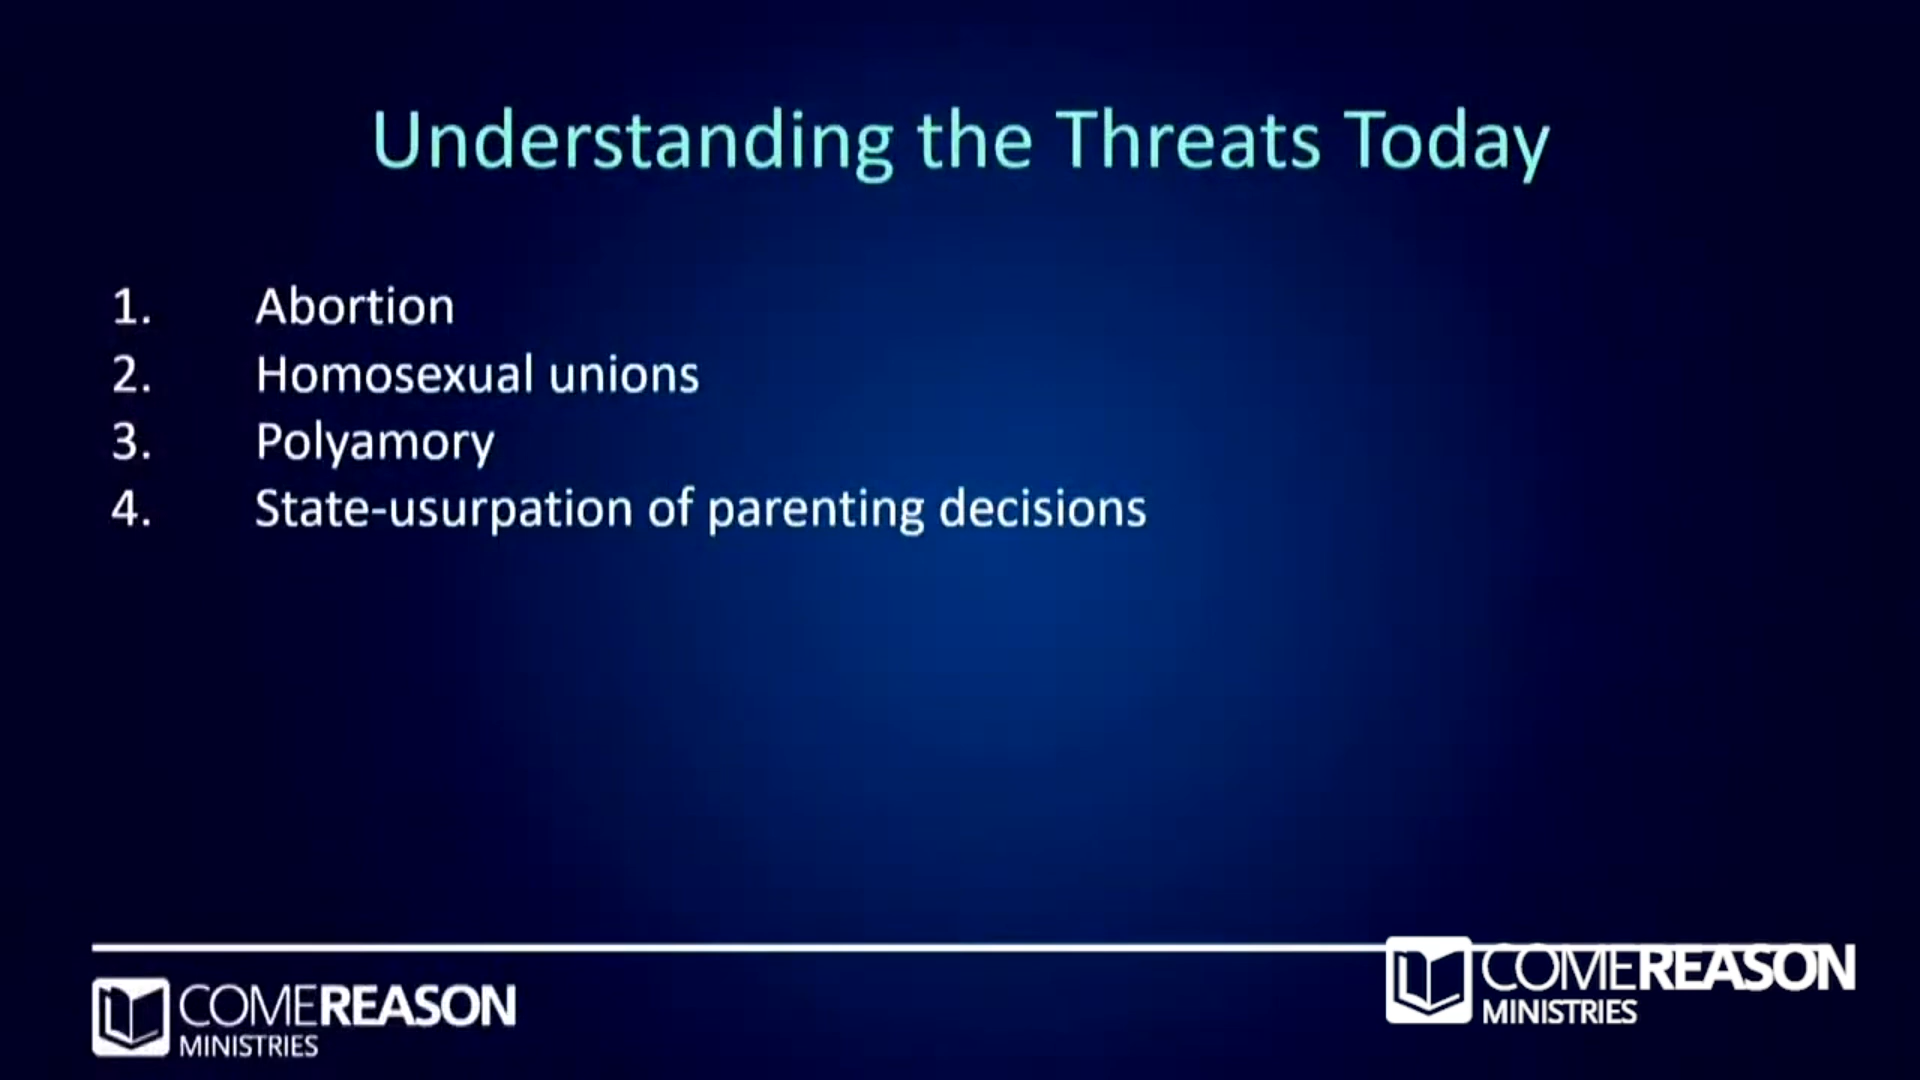 Understanding the Threats Today
1. Abortion
2. Homosexual unions
3. Polyamory
4. State-usurpation of parenting decisions
COMEREASON
MINISTRIES
COMEREASON
MINISTRIES